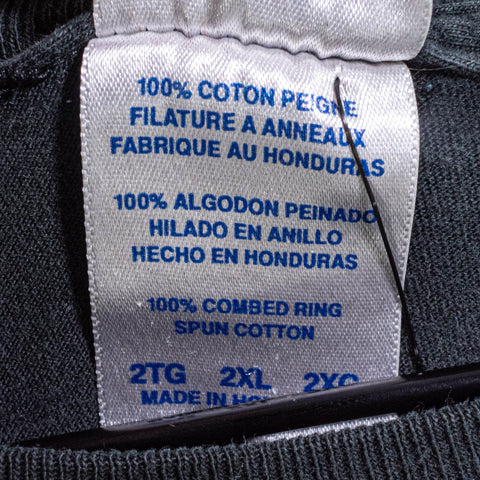 100% COTON PEIGNE
FILATURE A ANNEAUX
FABRIQUE AU HONDURAS
100% ALGODON PEINADO
HILADO EN ANILLO
HECHO EN HONDURAS
100% COMBED RING
SPUN COTTON
2TG 2XL 2XG
MADE IN